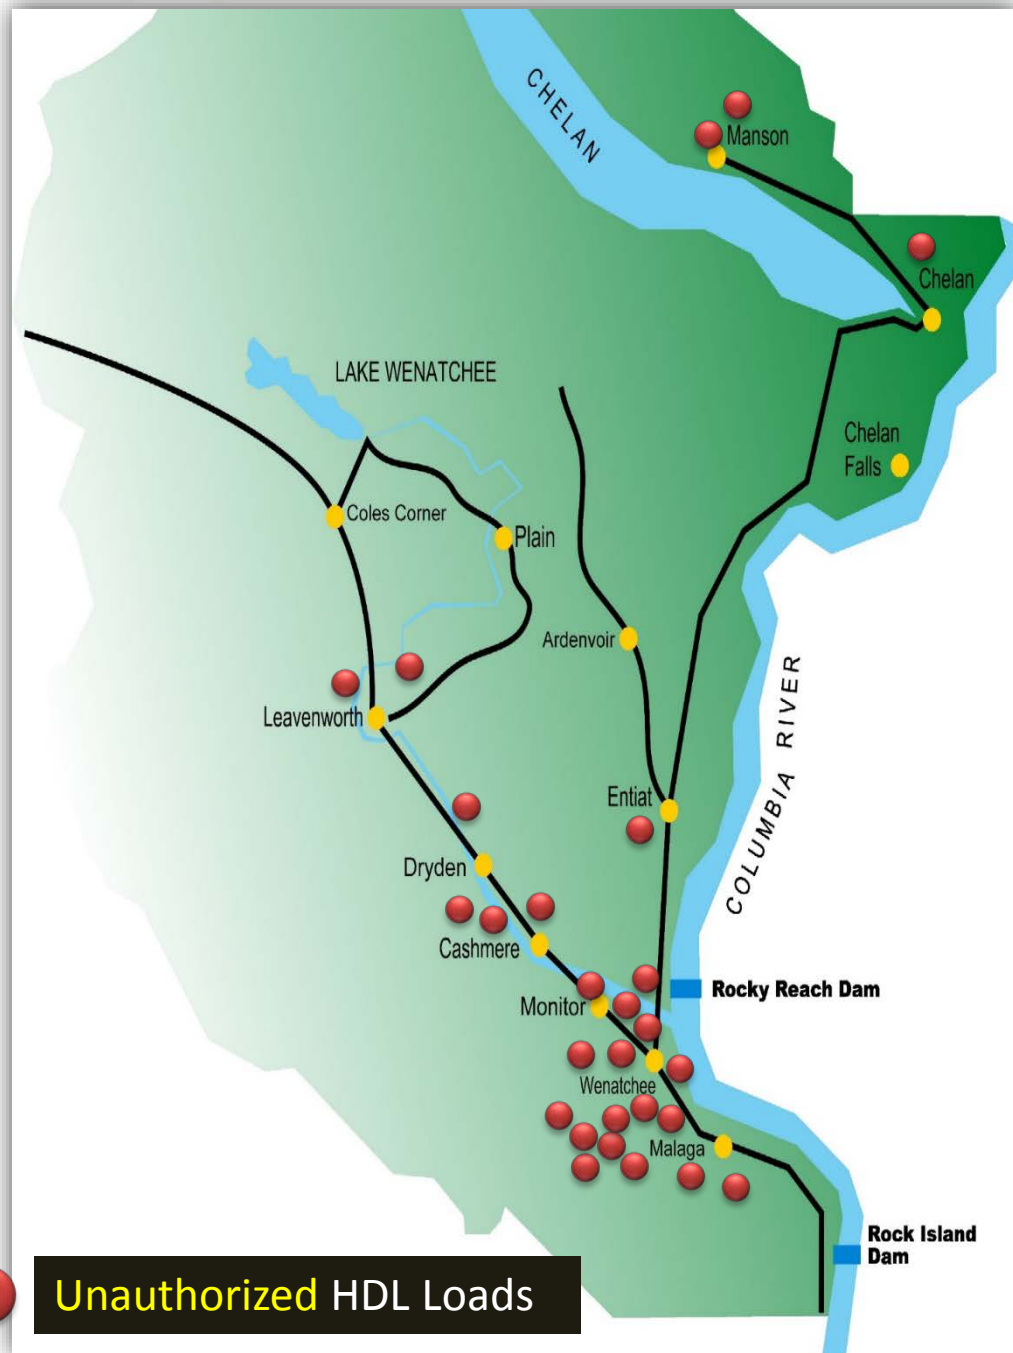 CHELAN
Manson
Chelan
LAKE WENATCHEE
Chelan
Falls
Coles Corner
Plain
Ardenvoir
COLUMBIA RIVER
Leavenworth
Entiat
Dryden
Cashmere
Rocky Reach Dam
Monitor
Wenatchee
Malaga
Rock Island
Dam
Unauthorized HDL Loads